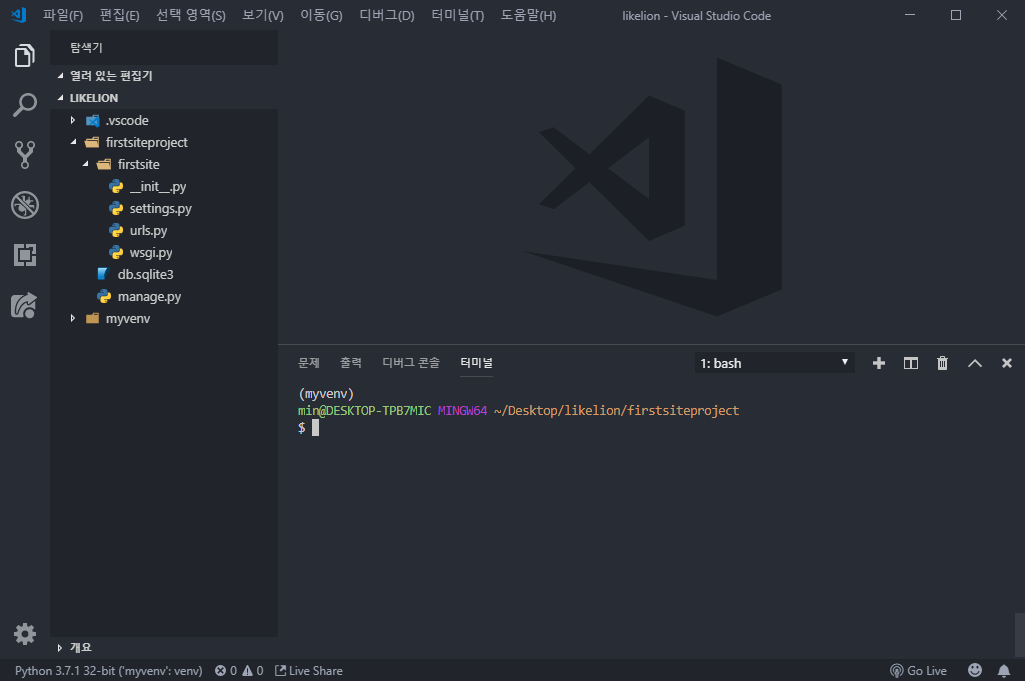 파일(F) 편집(E) 선택 영역(S) 보기(V) 이동(G) 디버그(D) 터미널(T) 도움말(H) likelion - Visual Studio Code
탐색기
열려 있는 편집기
LIKELION
.vscode
firstsiteproject
firstsite
__init__.py
settings.py
urls.py
wsgi.py
db.sqlite3
manage.py
myvenv
문제 출력 디버그 콘솔 터미널 1: bash
(myvenv)
min@DESKTOP-TPB7MIC MINGW64 ~/Desktop/likelion/firstsiteproject
$
개요
Python 3.7.1 32-bit ('myvenv': venv) 0 0 Live Share Go Live